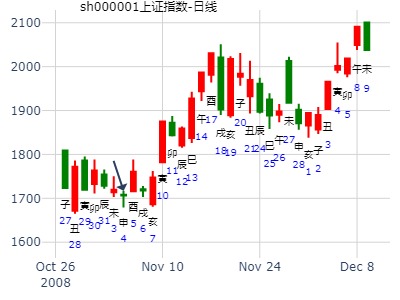 sh000001上证指数-日线
2100
2000
1900
1800
1700
1600
子
27
丑
28
寅
29
卯
30
辰
31
未
3
申
4
酉
5
戌
6
亥
7
寅
10
卯
11
辰
12
巳
13
午
14
酉
17
戌
18
亥
19
子
20
丑
21
辰
24
巳
25
午
26
未
27
申
28
亥
1
子
2
丑
3
寅
4
卯
5
午
8
未
9
Oct 26
2008
Nov 10
Nov 24
Dec 8